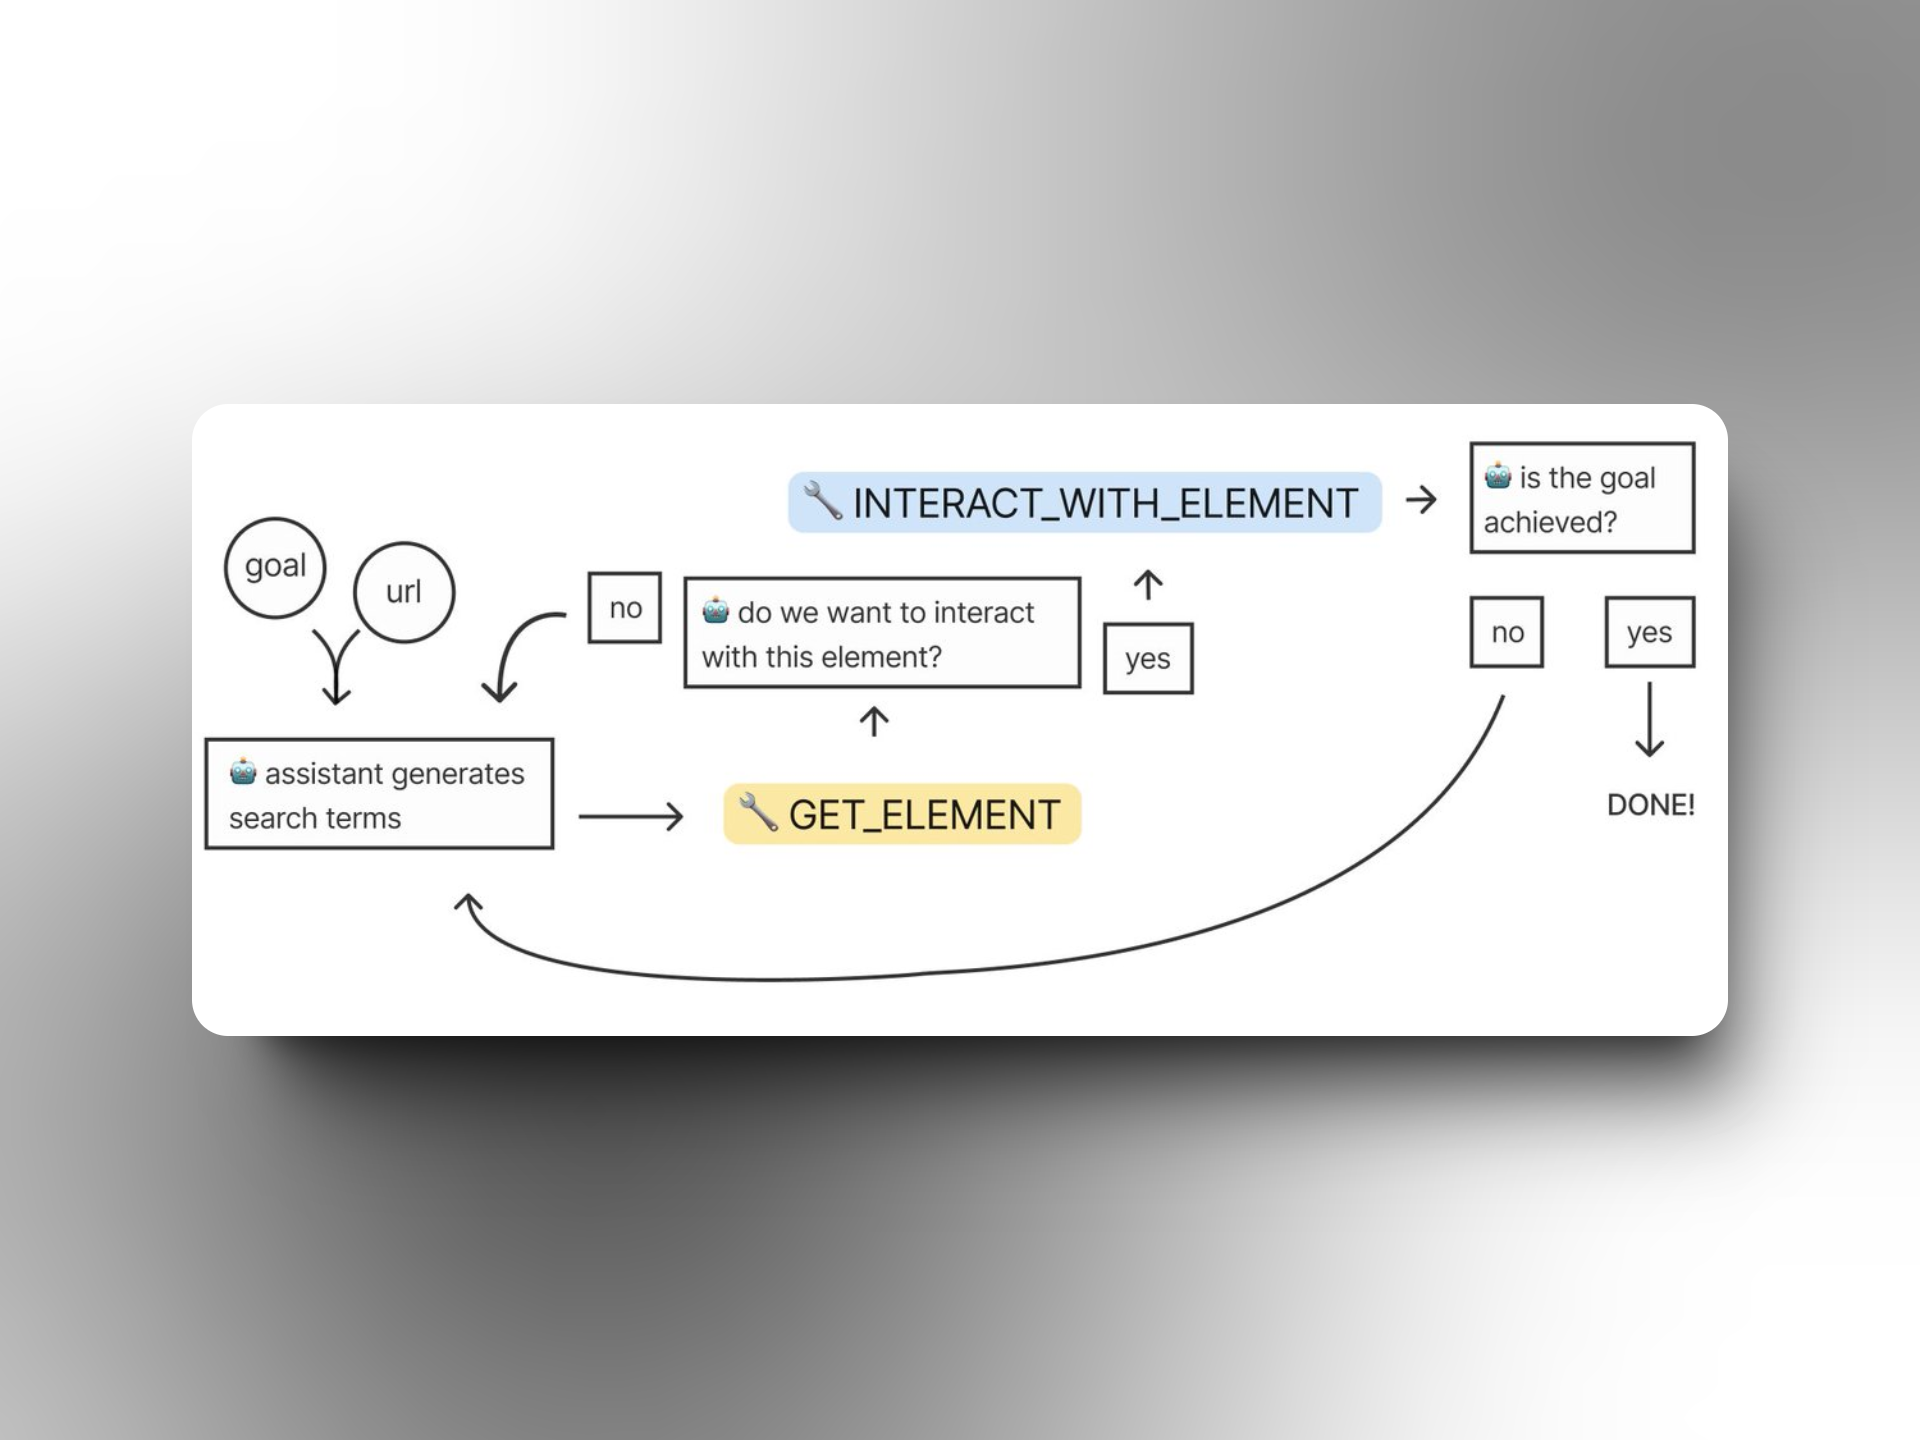 goal
url
🤖 assistant generates
search terms
🔧 GET_ELEMENT
🤖 do we want to interact
with this element?
no
yes
🔧 INTERACT_WITH_ELEMENT
🤖 is the goal
achieved?
no
yes
DONE!